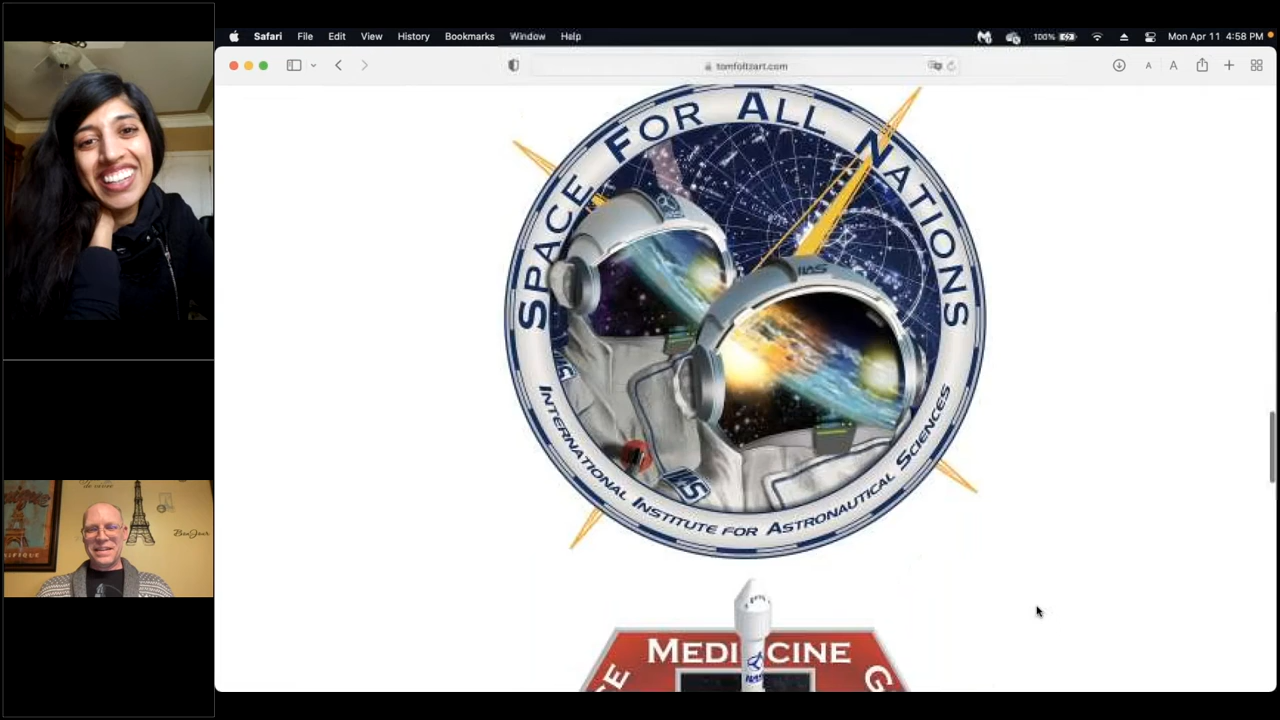 Safari File Edit View History Bookmarks Window Help
100%
Mon Apr 11 4:58 PM
tomfoltzart.com
A A
SPACE FOR ALL NATIONS
IIAS
IIAS
IIAS
INTERNATIONAL INSTITUTE FOR ASTRONAUTICAL SCIENCES
MEDICINE
BonJour